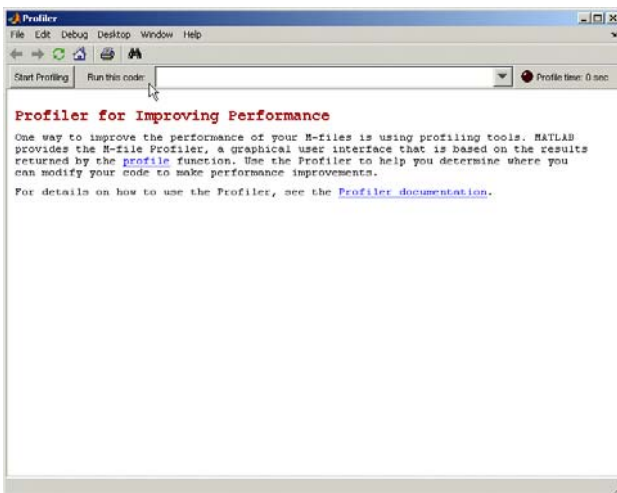 Profiler
File Edit Debug Desktop Window Help
Start Profiling Run this code: Profile time: 0 sec
Profiler for Improving Performance
One way to improve the performance of your M-files is using profiling tools. MATLAB
provides the M-file Profiler, a graphical user interface that is based on the results
returned by the profile function. Use the Profiler to help you determine where you
can modify your code to make performance improvements.
For details on how to use the Profiler, see the Profiler documentation.